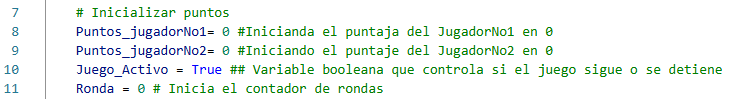 7 # Inicializar puntos
8 Puntos_jugadorNo1= 0 #Inicianda el puntaja del JugadorNo1 en 0
9 Puntos_jugadorNo2= 0 #Iniciando el puntaje del JugadorNo2 en 0
10 Juego_Activo = True ## Variable booleana que controla si el juego sigue o se detiene
11 Ronda = 0 # Inicia el contador de rondas